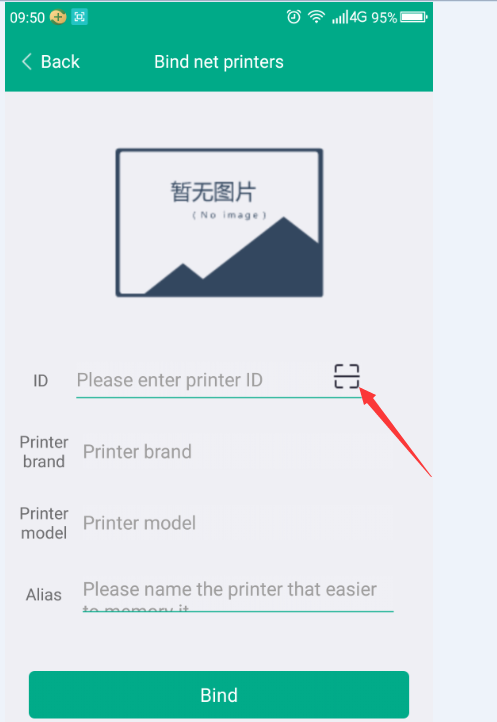 09:50 4G 95%
Back Bind net printers
暂无图片
( No image )
ID Please enter printer ID
Printer brand
Printer brand
Printer model
Printer model
Alias Please name the printer that easier
to memory it
Bind